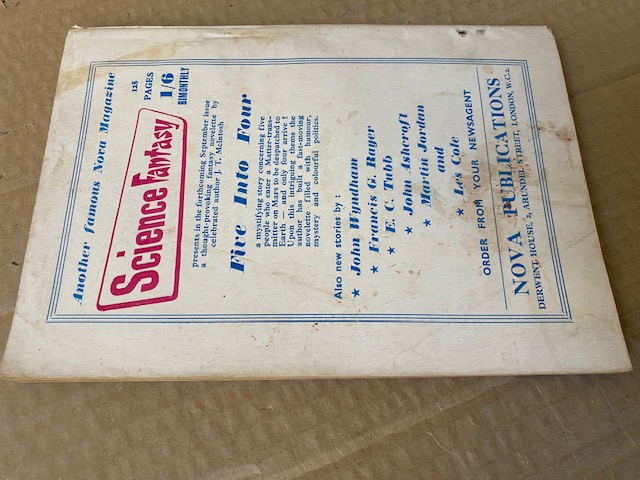 Another famous Nova Magazine
Science Fantasy
128
PAGES
1/6
BIMONTHLY
presents in the forthcoming September issue
a thought-provoking fantasy novelette by
celebrated author J. T. McIntosh
Five Into Four
a mystifying story concerning five
people who enter a Matter-trans-
mitter on Mars to be despatched to
Earth — and only four arrive !
Upon this intriguing theme the
author has built a fast-moving
novelette filled with humour,
mystery and colourful politics.
Also new stories by :
★ John Wyndham
★ Francis G. Rayer
★ E. C. Tubb
★ John Ashcroft
★ Martin Jordan
and
★ Les Cole
ORDER FROM YOUR NEWSAGENT
NOVA PUBLICATIONS
DERWENT HOUSE, 2, ARUNDEL STREET, LONDON, W.C.2.